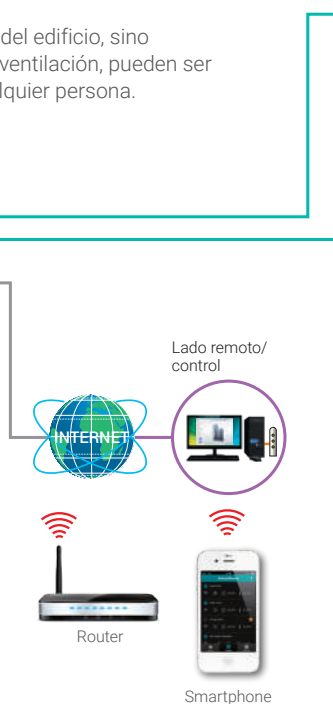 del edificio, sino
ventilación, pueden ser
lquier persona.
Lado remoto/
control
INTERNET
Router
Smartphone